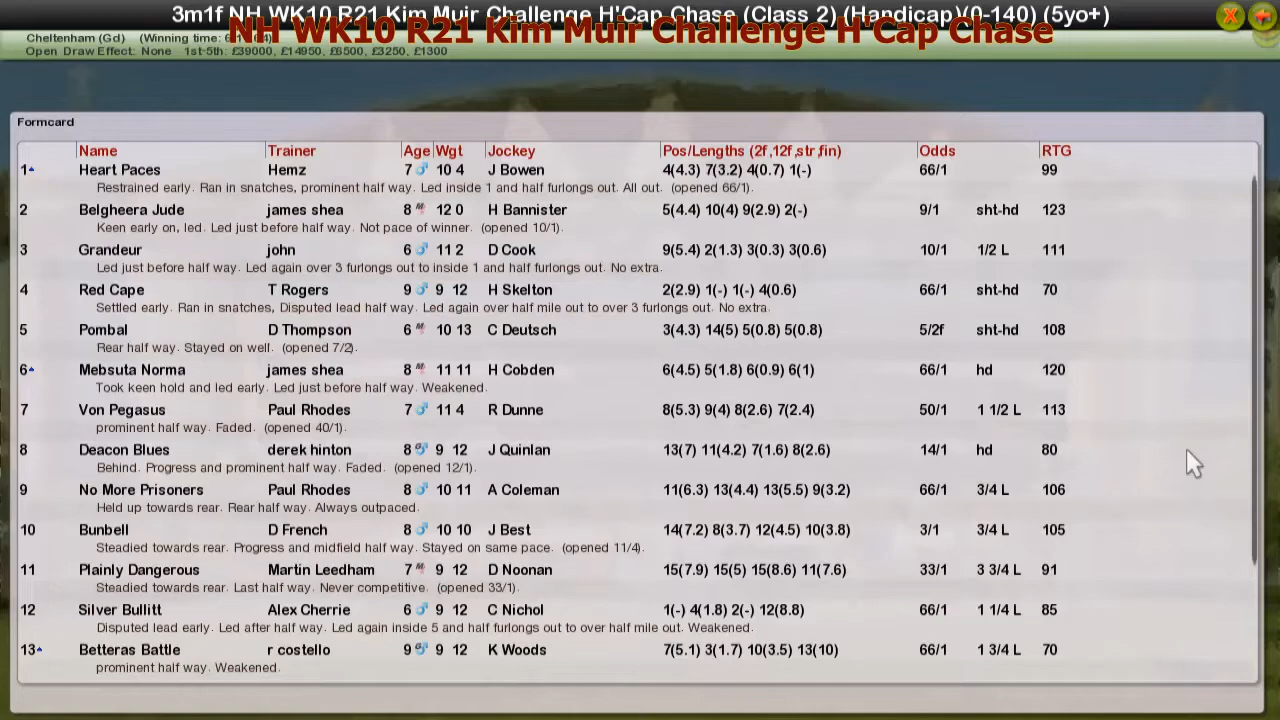 3m1f NH WK10 R21 Kim Muir Challenge H'Cap Chase (Class 2) (Handicap)(0-140) (5yo+)
NH WK10 R21 Kim Muir Challenge H'Cap Chase
Cheltenham (Gd) (Winning time:
Open Draw Effect: None 1st-5th: £39000, £14950, £6500, £3250, £1300
Formcard
Name Trainer Age Wgt Jockey Pos/Lengths (2f,12f,str,fin) Odds RTG
1 Heart Paces Hemz 7 10 4 J Bowen 4(4.3) 7(3.2) 4(0.7) 1(-) 66/1 99
Restrained early. Ran in snatches, prominent half way. Led inside 1 and half furlongs out. All out. (opened 66/1).
2 Belgheera Jude james shea 8 12 0 H Bannister 5(4.4) 10(4) 9(2.9) 2(-) 9/1 sht-hd 123
Keen early on, led. Led just before half way. Not pace of winner. (opened 10/1).
3 Grandeur john 6 11 2 D Cook 9(5.4) 2(1.3) 3(0.3) 3(0.6) 10/1 1/2 L 111
Led just before half way. Led again over 3 furlongs out to inside 1 and half furlongs out. No extra.
4 Red Cape T Rogers 9 9 12 H Skelton 2(2.9) 1(-) 1(-) 4(0.6) 66/1 sht-hd 70
Settled early. Ran in snatches, Disputed lead half way. Led again over half mile out to over 3 furlongs out. No extra.
5 Pombal D Thompson 6 10 13 C Deutsch 3(4.3) 14(5) 5(0.8) 5(0.8) 5/2f sht-hd 108
Rear half way. Stayed on well. (opened 7/2).
6 Mebsuta Norma james shea 8 11 11 H Cobden 6(4.5) 5(1.8) 6(0.9) 6(1) 66/1 hd 120
Took keen hold and led early. Led just before half way. Weakened.
7 Von Pegasus Paul Rhodes 7 11 4 R Dunne 8(5.3) 9(4) 8(2.6) 7(2.4) 50/1 1 1/2 L 113
prominent half way. Faded. (opened 40/1).
8 Deacon Blues derek hinton 8 9 12 J Quinlan 13(7) 11(4.2) 7(1.6) 8(2.6) 14/1 hd 80
Behind. Progress and prominent half way. Faded. (opened 12/1).
9 No More Prisoners Paul Rhodes 8 10 11 A Coleman 11(6.3) 13(4.4) 13(5.5) 9(3.2) 66/1 3/4 L 106
Held up towards rear. Rear half way. Always outpaced.
10 Bunbell D French 8 10 10 J Best 14(7.2) 8(3.7) 12(4.5) 10(3.8) 3/1 3/4 L 105
Steadied towards rear. Progress and midfield half way. Stayed on same pace. (opened 11/4).
11 Plainly Dangerous Martin Leedham 7 9 12 D Noonan 15(7.9) 15(5) 15(8.6) 11(7.6) 33/1 3 3/4 L 91
Steadied towards rear. Last half way. Never competitive. (opened 33/1).
12 Silver Bullitt Alex Cherrie 6 9 12 C Nichol 1(-) 4(1.8) 2(-) 12(8.8) 66/1 1 1/4 L 85
Disputed lead early. Led after half way. Led again inside 5 and half furlongs out to over half mile out. Weakened.
13 Betteras Battle r costello 9 9 12 K Woods 7(5.1) 3(1.7) 10(3.5) 13(10) 66/1 1 3/4 L 70
prominent half way. Weakened.